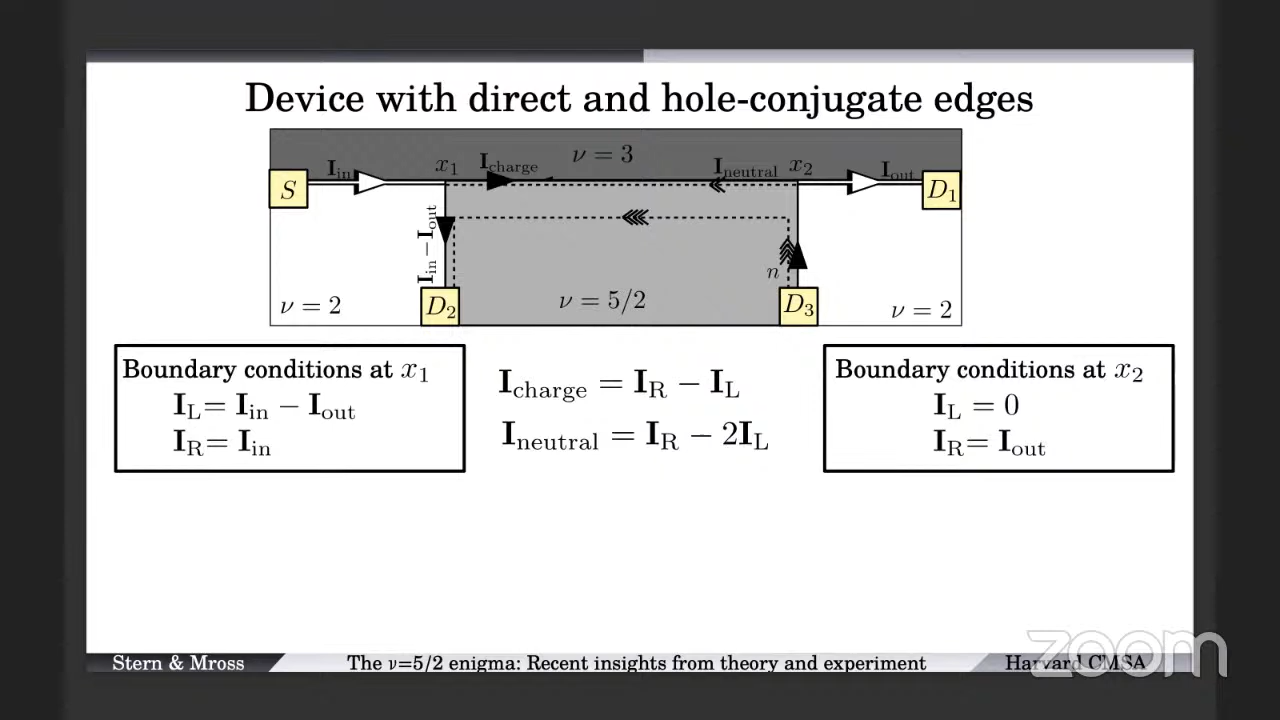 Device with direct and hole-conjugate edges
I_in
x_1
I_charge
ν = 3
I_neutral
x_2
I_out
S
D_1
I_in − I_out
n
ν = 2
D_2
ν = 5/2
D_3
ν = 2
Boundary conditions at x_1
I_L= I_in − I_out
I_R= I_in
I_charge = I_R − I_L
I_neutral = I_R − 2I_L
Boundary conditions at x_2
I_L = 0
I_R= I_out
Stern & Mross
The ν=5/2 enigma: Recent insights from theory and experiment
Harvard CMSA
zoom